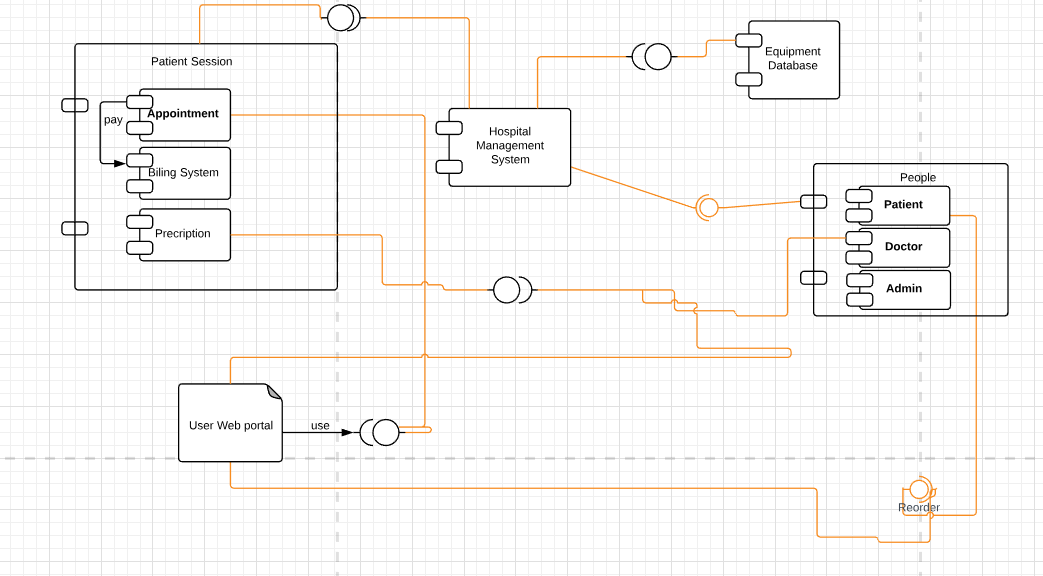 Patient Session
Appointment
pay
Biling System
Precription
Hospital
Management
System
Equipment
Database
People
Patient
Doctor
Admin
User Web portal
use
Reorder